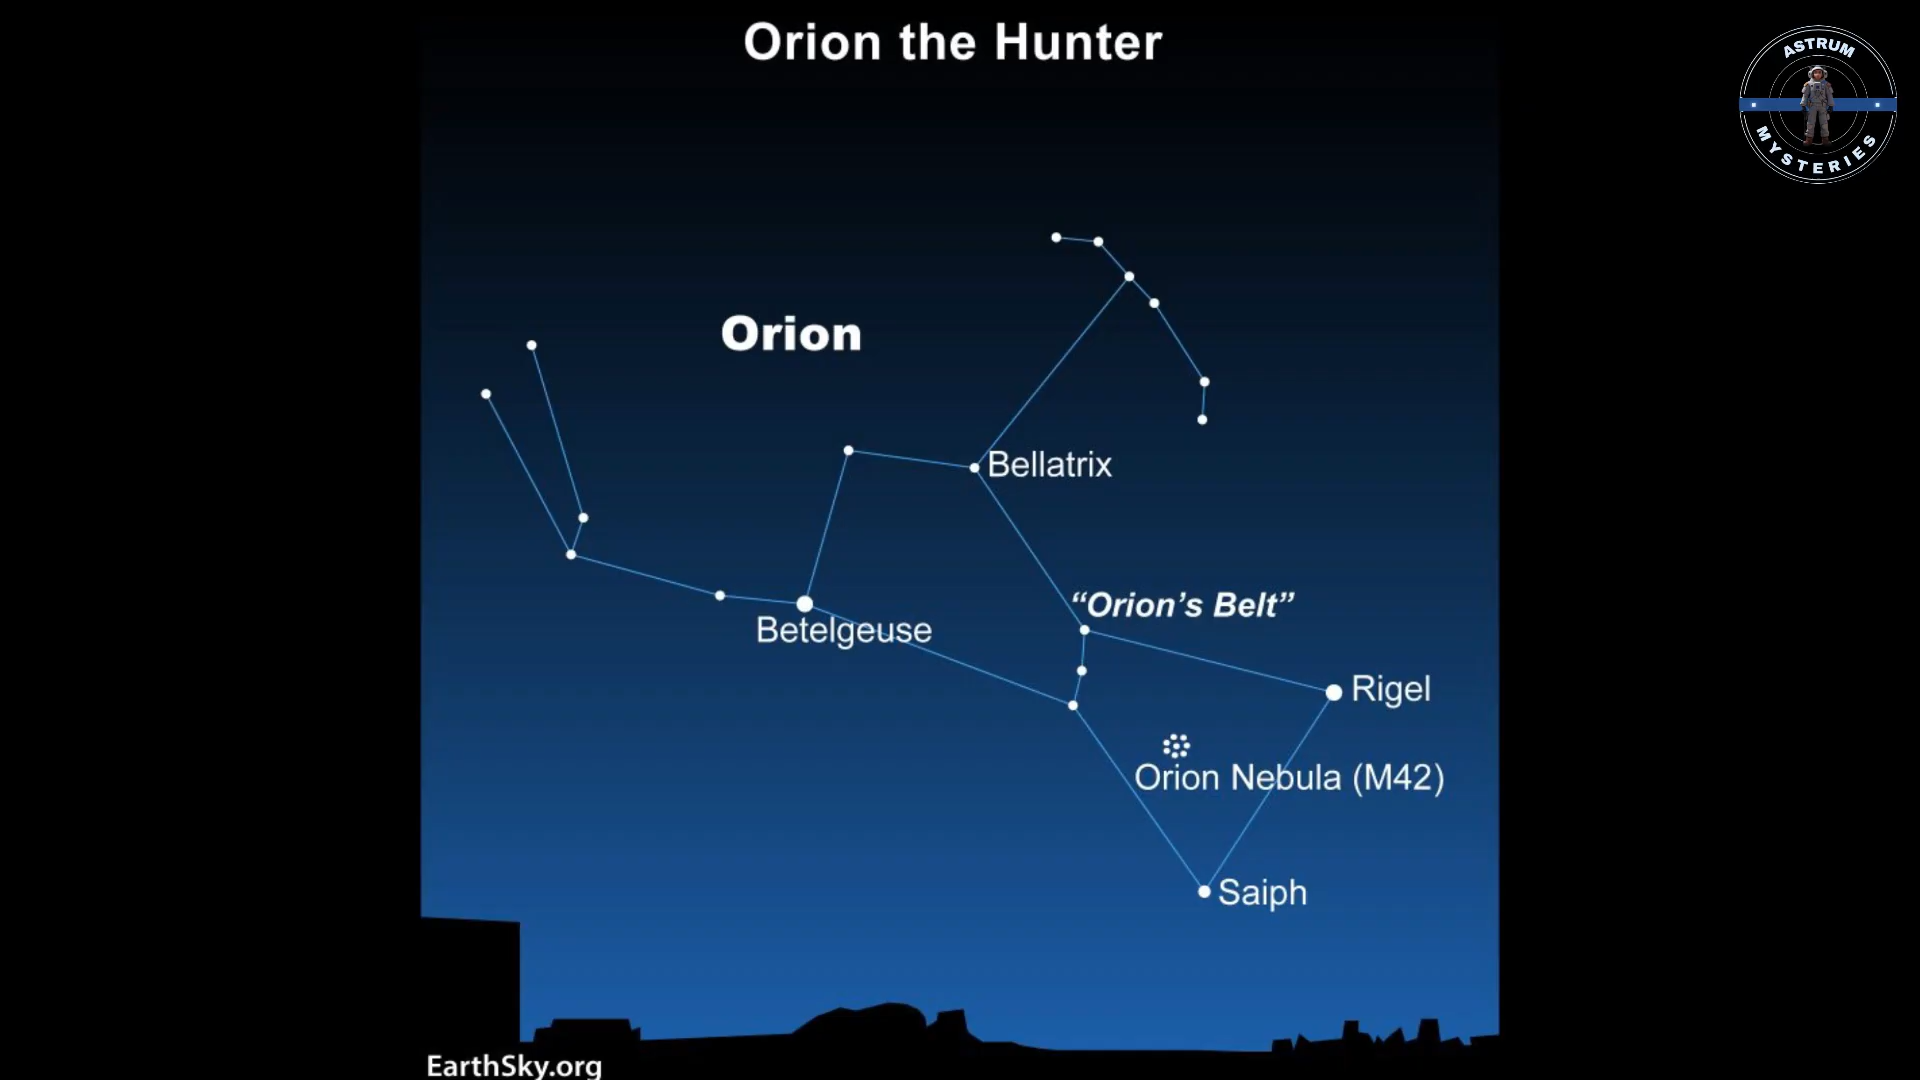 Orion the Hunter
ASTRUM
MYSTERIES
Orion
Bellatrix
“Orion’s Belt”
Betelgeuse
Rigel
Orion Nebula (M42)
Saiph
EarthSky.org